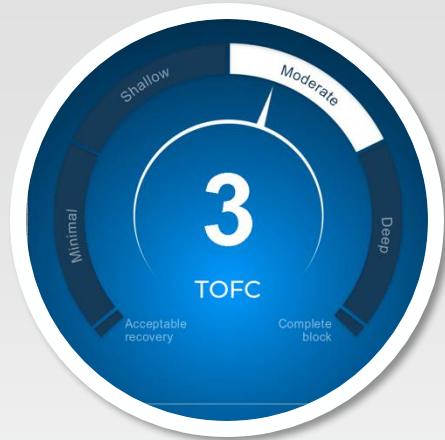 Shallow
Moderate
Minimal
3
Deep
TOFC
Acceptable
recovery
Complete
block